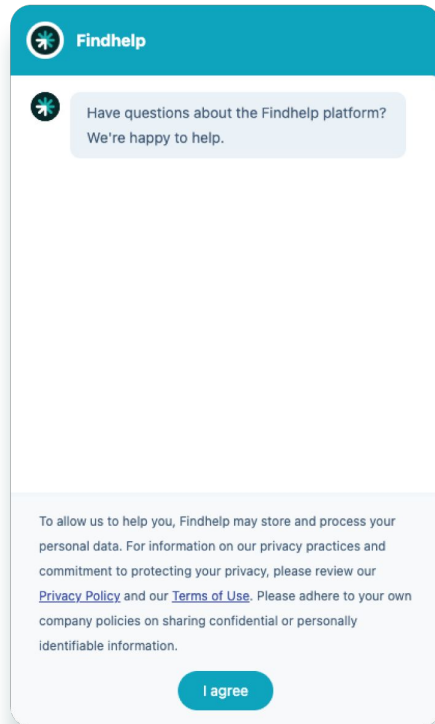 Findhelp
Have questions about the Findhelp platform?
We're happy to help.
To allow us to help you, Findhelp may store and process your
personal data. For information on our privacy practices and
commitment to protecting your privacy, please review our
Privacy Policy and our Terms of Use. Please adhere to your own
company policies on sharing confidential or personally
identifiable information.
I agree